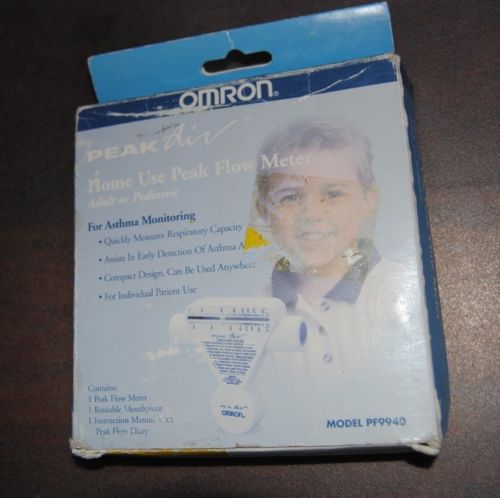 OMRON®
PEAK air
Home Use Peak Flow Meter
Adult or Pediatric
For Asthma Monitoring
• Quickly Measures Respiratory Capacity
• Assists In Early Detection Of Asthma A
• Compact Design, Can Be Used Anywhere
• For Individual Patient Use
OMRON
Contains:
1 Peak Flow Meter
1 Reusable Mouthpiece
1 Instruction Manual with
Peak Flow Diary
MODEL PF9940